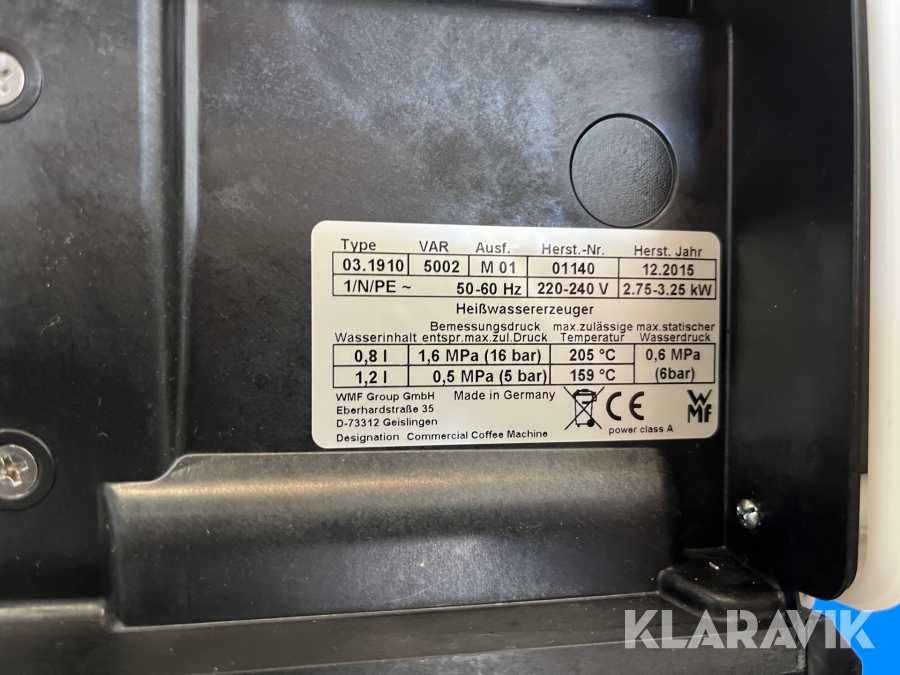 Type VAR Ausf. Herst.-Nr. Herst. Jahr
03.1910 5002 M 01 01140 12.2015
1/N/PE ~ 50-60 Hz 220-240 V 2.75-3.25 kW
Heißwassererzeuger
Bemessungsdruck max.zulässige max.statischer
Wasserinhalt entspr.max.zul.Druck Temperatur Wasserdruck
0,8 l 1,6 MPa (16 bar) 205 °C 0,6 MPa
1,2 l 0,5 MPa (5 bar) 159 °C (6bar)
WMF Group GmbH Made in Germany
Eberhardstraße 35
D-73312 Geislingen
Designation Commercial Coffee Machine
CE
power class A
WMF
KLARAVIK